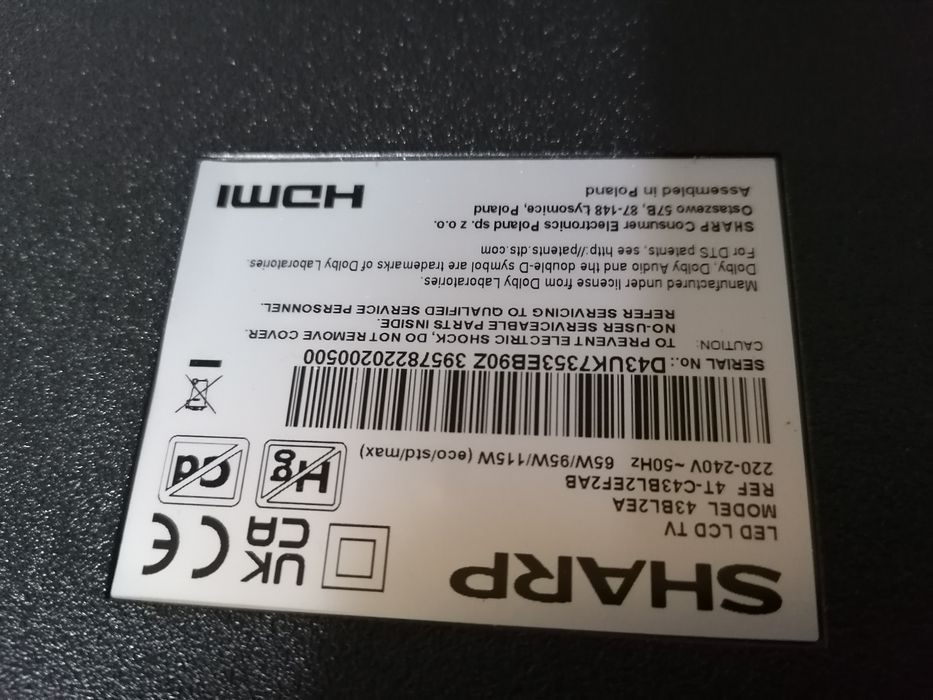 SHARP
LED LCD TV
MODEL 43BL2EA
REF 4T-C43BL2EF2AB
220-240V ~50Hz 65W/95W/115W (eco/std/max)
UK
CA
CE
Hg
Cd
SERIAL No.: D43UK7353EB90Z 39578220200500
CAUTION: TO PREVENT ELECTRIC SHOCK, DO NOT REMOVE COVER.
NO-USER SERVICEABLE PARTS INSIDE.
REFER SERVICING TO QUALIFIED SERVICE PERSONNEL.
Manufactured under license from Dolby Laboratories.
Dolby, Dolby Audio and the double-D symbol are trademarks of Dolby Laboratories.
For DTS patents, see http://patents.dts.com
SHARP Consumer Electronics Poland sp. z o.o.
Ostaszewo 57B, 87-148 Lysomice, Poland
Assembled in Poland
HDMI